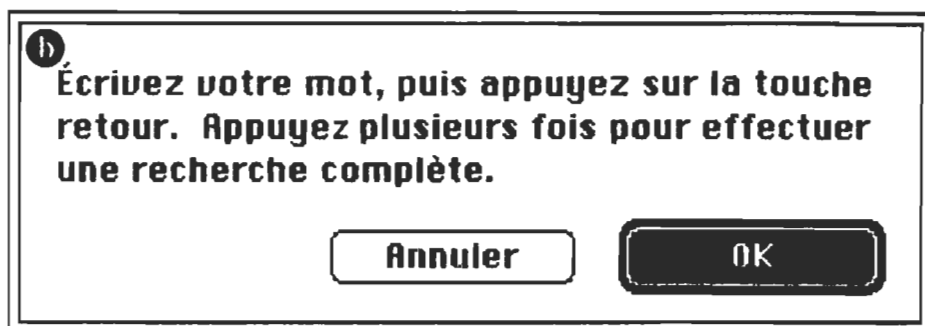 h
Écrivez votre mot, puis appuyez sur la touche
retour. Appuyez plusieurs fois pour effectuer
une recherche complète.
Annuler OK